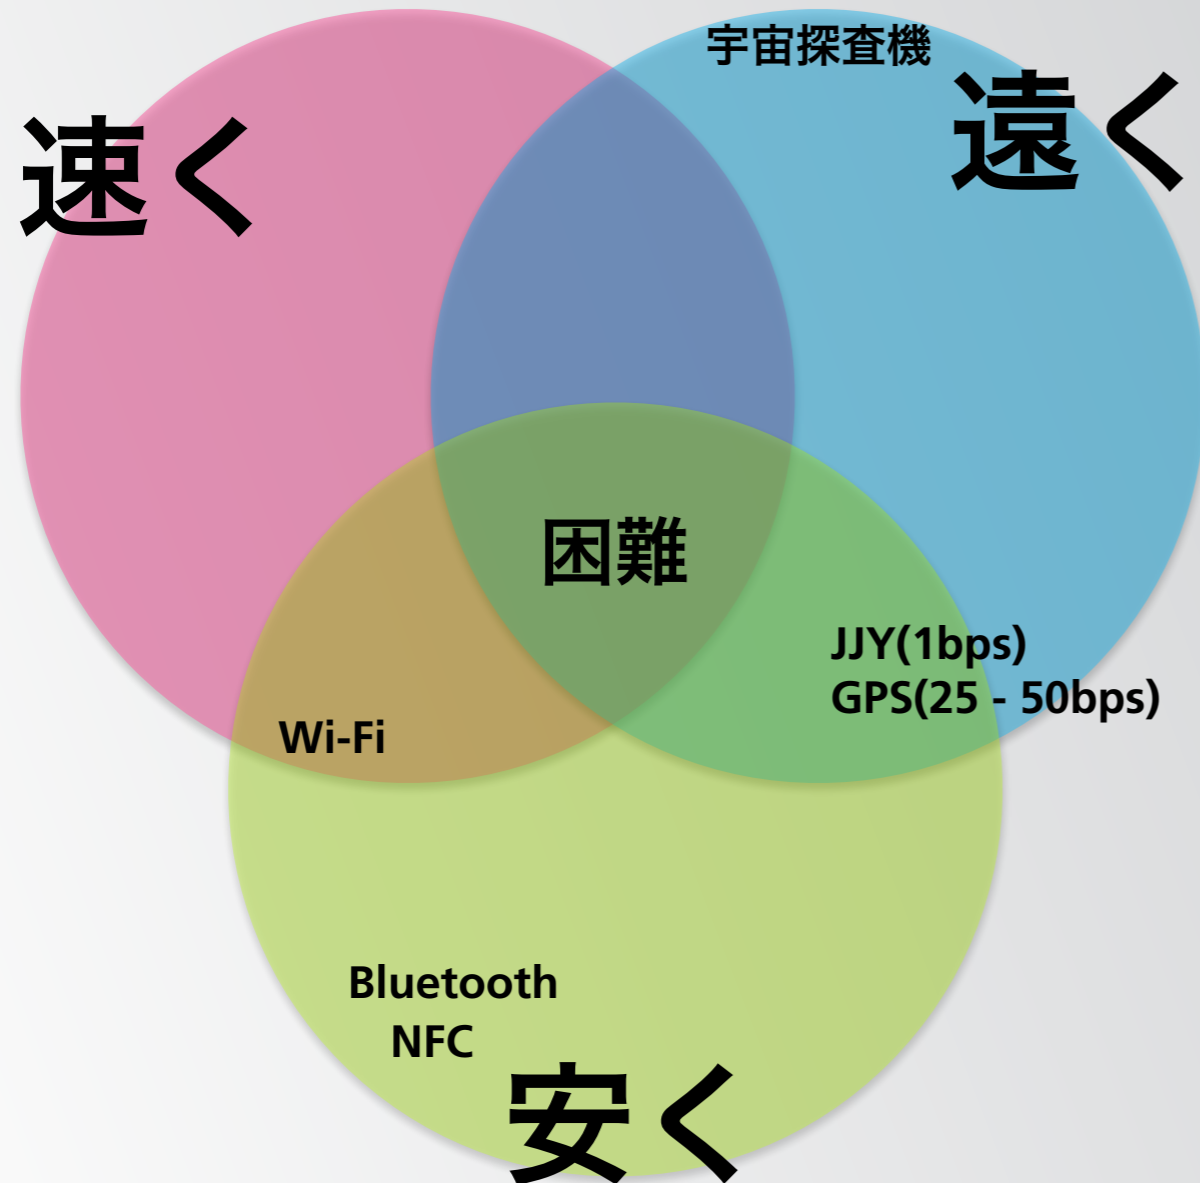 宇宙探査機
速く
遠く
困難
JJY(1bps)
GPS(25 - 50bps)
Wi-Fi
Bluetooth
NFC
安く